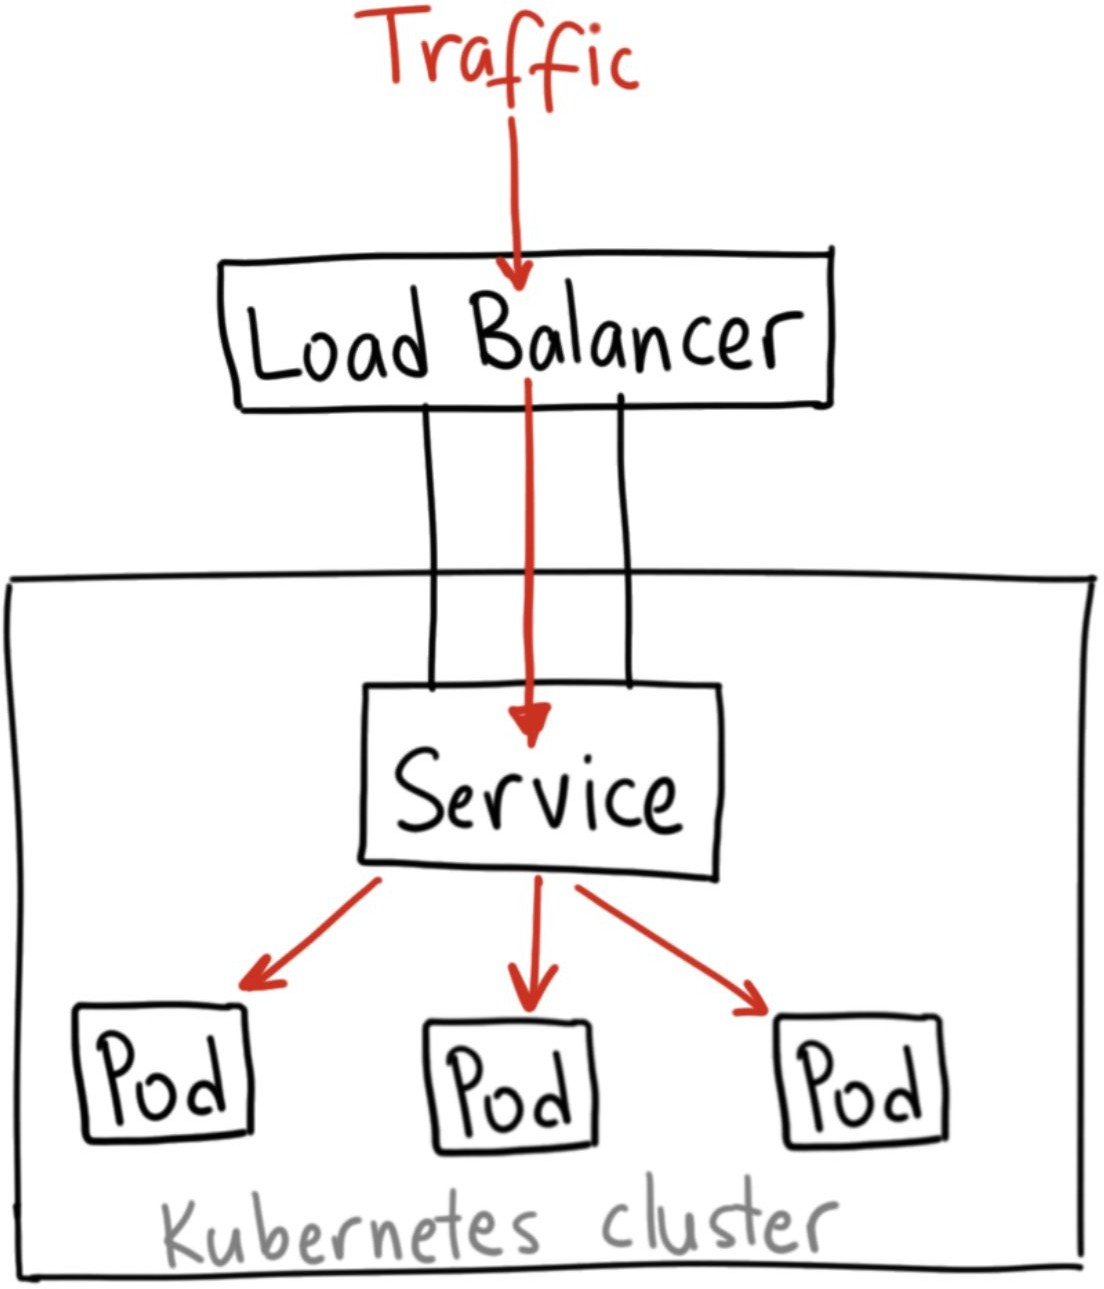 Traffic
Load Balancer
Service
Pod
Pod
Pod
Kubernetes cluster